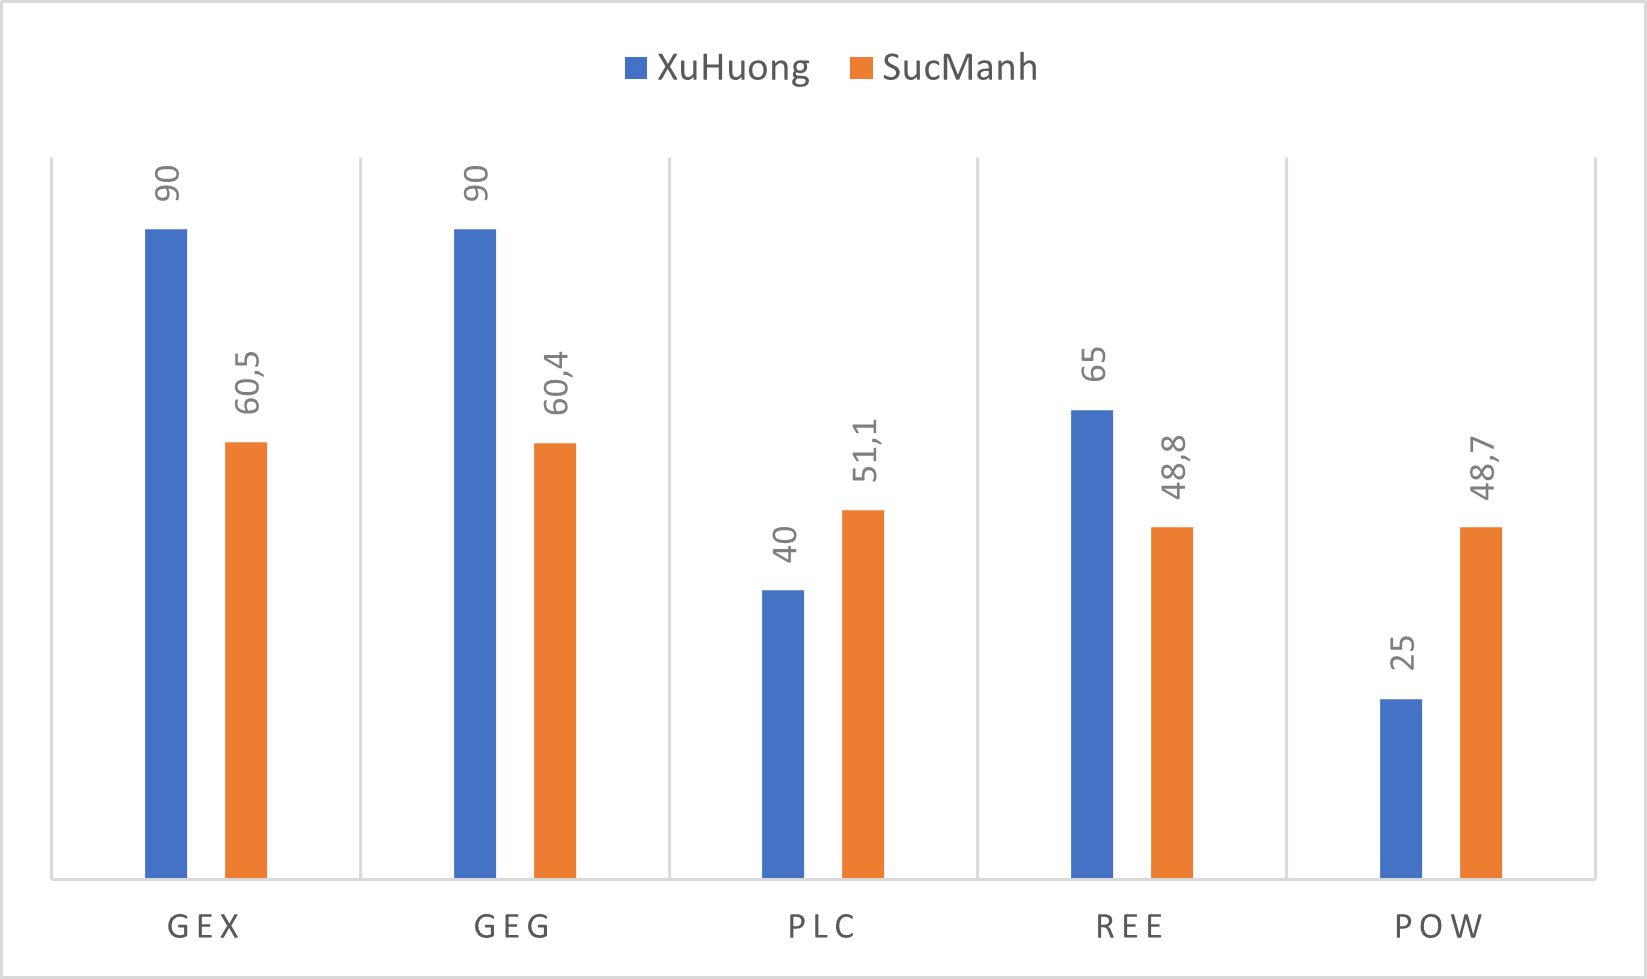 XuHuong SucManh
90 60,5 90 60,4 40 51,1 65 48,8 25 48,7
GEX GEG PLC REE POW